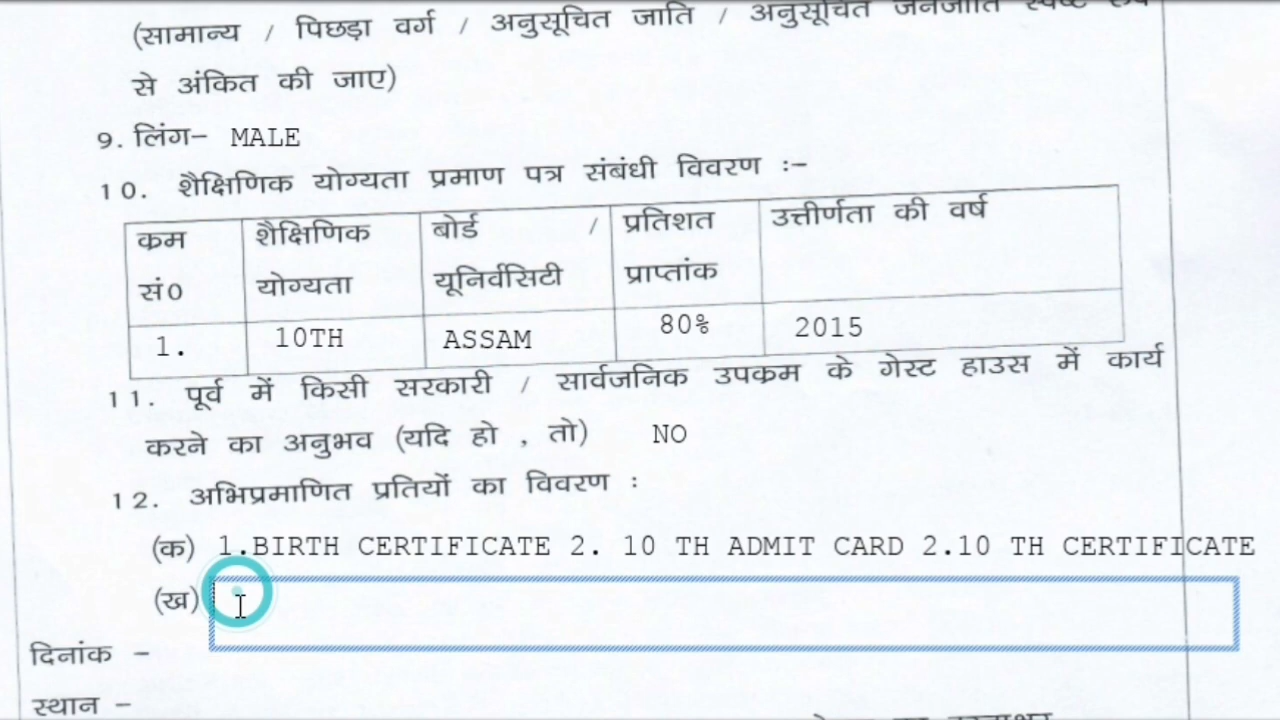 (सामान्य / पिछड़ा वर्ग / अनुसूचित जाति / अनुसूचित जनजाति स्पष्ट रूप
से अंकित की जाए)
9. लिंग– MALE
10. शैक्षिणिक योग्यता प्रमाण पत्र संबंधी विवरण :–
कम सं0 शैक्षिणिक योग्यता बोर्ड / यूनिर्वसिटी प्रतिशत प्राप्तांक उत्तीर्णता की वर्ष
1. 10TH ASSAM 80% 2015
11. पूर्व में किसी सरकारी / सार्वजनिक उपकम के गेस्ट हाउस में कार्य
करने का अनुभव (यदि हो , तो) NO
12. अभिप्रमाणित प्रतियों का विवरण :
(क) 1.BIRTH CERTIFICATE 2. 10 TH ADMIT CARD 2.10 TH CERTIFICATE
(ख)
दिनांक –
स्थान –